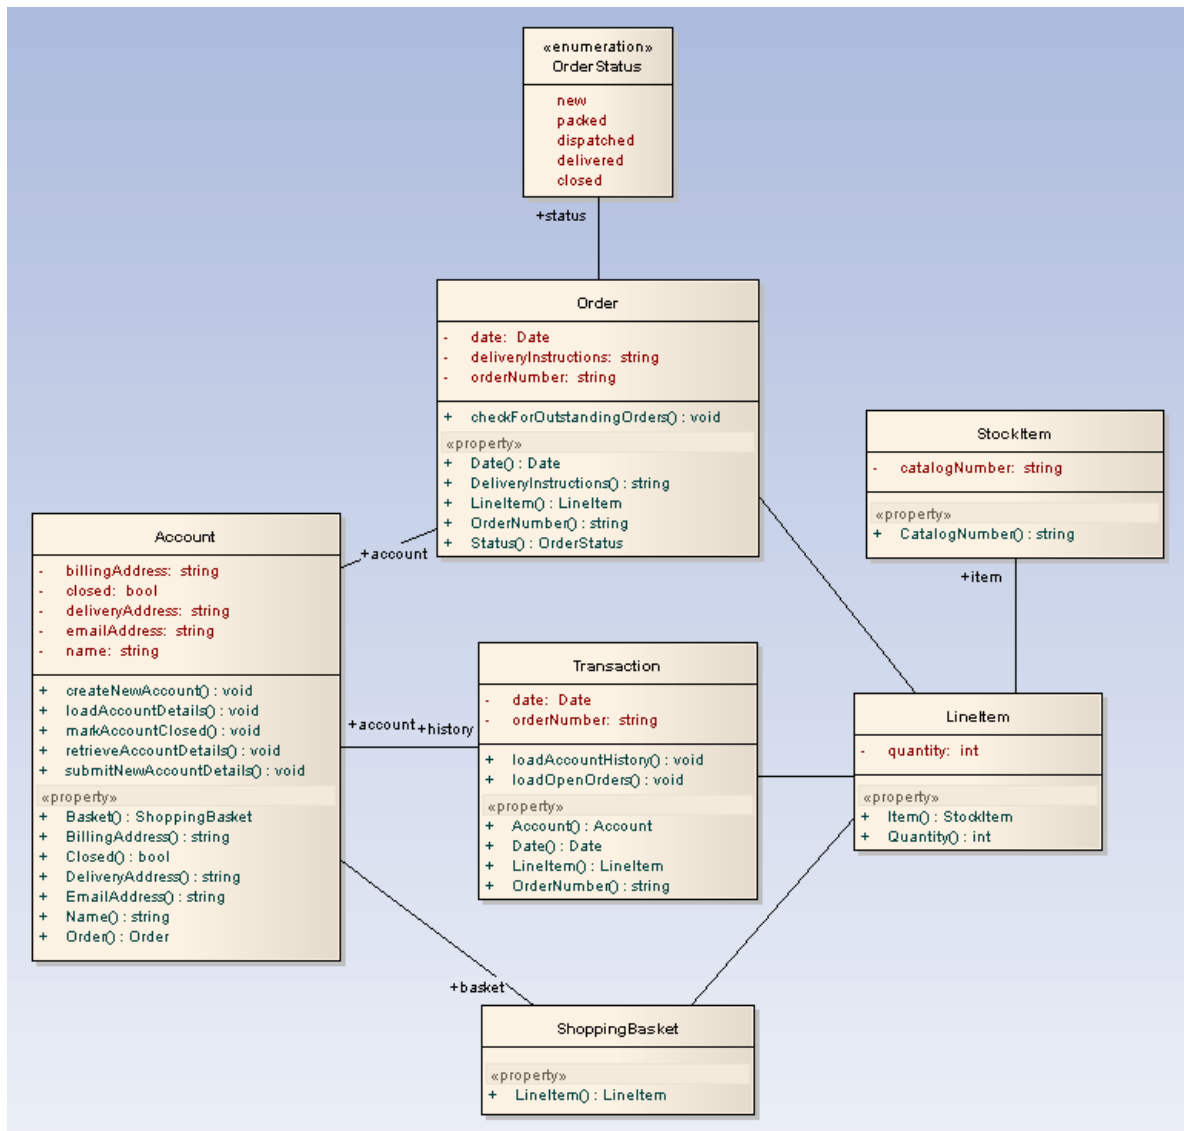 «enumeration»
OrderStatus
new
packed
dispatched
delivered
closed
+status
Order
- date: Date
- deliveryInstructions: string
- orderNumber: string
+ checkForOutstandingOrders() : void
«property»
+ Date() : Date
+ DeliveryInstructions() : string
+ LineItem() : LineItem
+ OrderNumber() : string
+ Status() : OrderStatus
StockItem
- catalogNumber: string
«property»
+ CatalogNumber() : string
+item
+account
Account
- billingAddress: string
- closed: bool
- deliveryAddress: string
- emailAddress: string
- name: string
+ createNewAccount() : void
+ loadAccountDetails() : void
+ markAccountClosed() : void
+ retrieveAccountDetails() : void
+ submitNewAccountDetails() : void
«property»
+ Basket() : ShoppingBasket
+ BillingAddress() : string
+ Closed() : bool
+ DeliveryAddress() : string
+ EmailAddress() : string
+ Name() : string
+ Order() : Order
+account +history
Transaction
- date: Date
- orderNumber: string
+ loadAccountHistory() : void
+ loadOpenOrders() : void
«property»
+ Account() : Account
+ Date() : Date
+ LineItem() : LineItem
+ OrderNumber() : string
LineItem
- quantity: int
«property»
+ Item() : StockItem
+ Quantity() : int
+basket
ShoppingBasket
«property»
+ LineItem() : LineItem